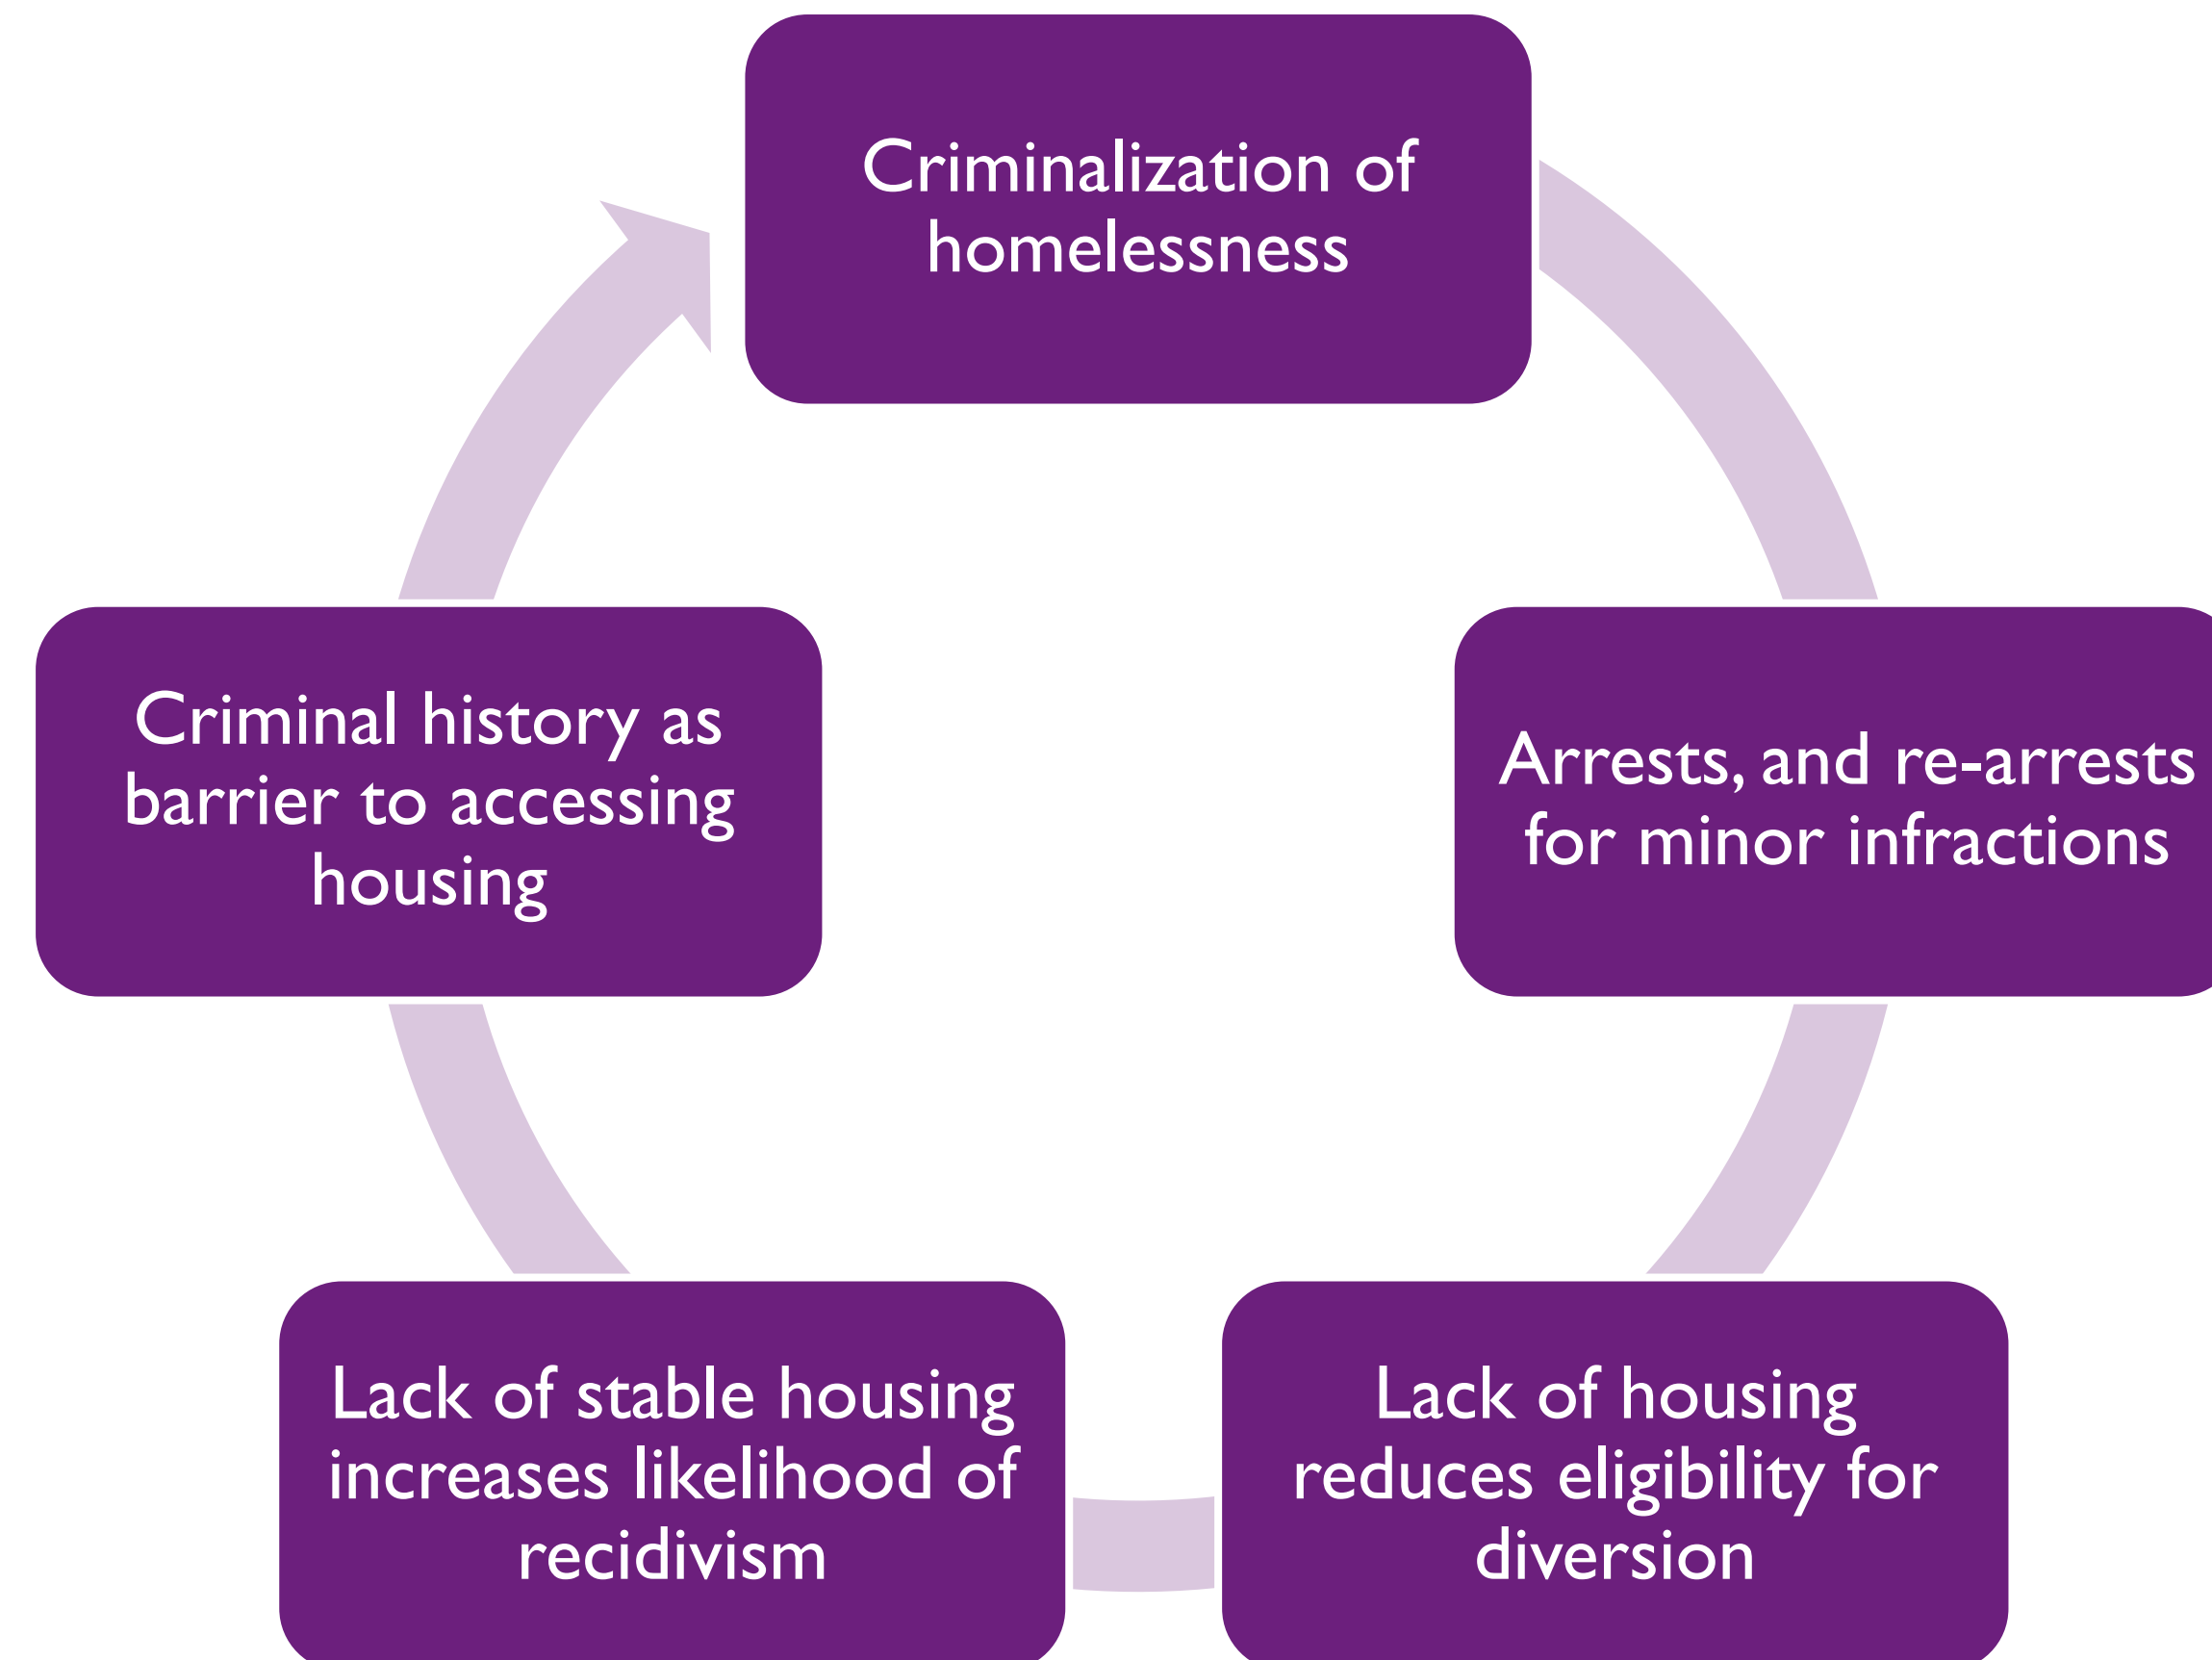 Criminalization of
homelessness
Arrests, and re-arrests
for minor infractions
Lack of housing
reduces eligibility for
diversion
Lack of stable housing
increases likelihood of
recidivism
Criminal history as
barrier to accessing
housing